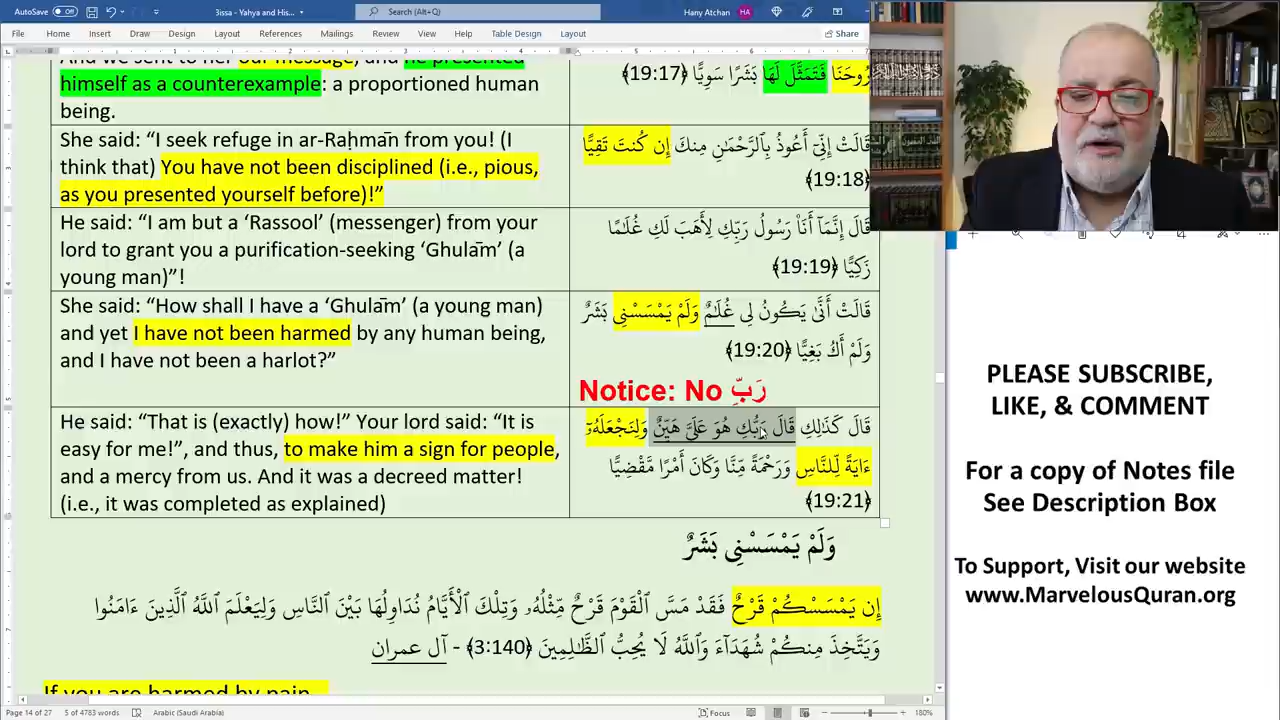 AutoSave Off 3issa - Yahya and His... Search (Alt+Q) Hany Atchan HA
File Home Insert Draw Design Layout References Mailings Review View Help Table Design Layout Share
himself as a counterexample: a proportioned human
being.
رُوحَنَا فَتَمَثَّلَ لَهَا بَشَرًا سَوِيًّا ﴿19:17﴾
She said: “I seek refuge in ar-Raḥmān from you! (I
think that) You have not been disciplined (i.e., pious,
as you presented yourself before)!”
قَالَتْ إِنِّىٓ أَعُوذُ بِٱلرَّحْمَـٰنِ مِنكَ إِن كُنتَ تَقِيًّا
﴿19:18﴾
He said: “I am but a ‘Rassool’ (messenger) from your
lord to grant you a purification-seeking ‘Ghulām’ (a
young man)”!
قَالَ إِنَّمَآ أَنَا۠ رَسُولُ رَبِّكِ لِأَهَبَ لَكِ غُلَـٰمًا
زَكِيًّا ﴿19:19﴾
She said: “How shall I have a ‘Ghulām’ (a young man)
and yet I have not been harmed by any human being,
and I have not been a harlot?”
قَالَتْ أَنَّىٰ يَكُونُ لِى غُلَـٰمٌ وَلَمْ يَمْسَسْنِى بَشَرٌ
وَلَمْ أَكُ بَغِيًّا ﴿19:20﴾
Notice: No رَبِّ
He said: “That is (exactly) how!” Your lord said: “It is
easy for me!”, and thus, to make him a sign for people,
and a mercy from us. And it was a decreed matter!
(i.e., it was completed as explained)
قَالَ كَذَٰلِكِ قَالَ رَبُّكِ هُوَ عَلَىَّ هَيِّنٌ وَلِنَجْعَلَهُۥٓ
ءَايَةً لِّلنَّاسِ وَرَحْمَةً مِّنَّا وَكَانَ أَمْرًا مَّقْضِيًّا
﴿19:21﴾
وَلَمْ يَمْسَسْنِى بَشَرٌ
إِن يَمْسَسْكُمْ قَرْحٌ فَقَدْ مَسَّ ٱلْقَوْمَ قَرْحٌ مِّثْلُهُۥ وَتِلْكَ ٱلْأَيَّامُ نُدَاوِلُهَا بَيْنَ ٱلنَّاسِ وَلِيَعْلَمَ ٱللَّهُ ٱلَّذِينَ ءَامَنُوا
وَيَتَّخِذَ مِنكُمْ شُهَدَآءَ وَٱللَّهُ لَا يُحِبُّ ٱلظَّـٰلِمِينَ ﴿3:140﴾ - آل عمران
If you are harmed by pain
PLEASE SUBSCRIBE,
LIKE, & COMMENT
For a copy of Notes file
See Description Box
To Support, Visit our website
www.MarvelousQuran.org
Page 14 of 27 5 of 4783 words Arabic (Saudi Arabia) Focus 180%